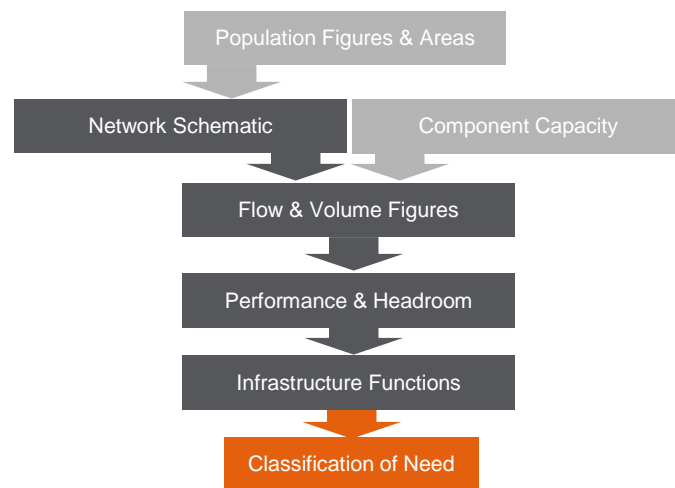 Population Figures & Areas
Network Schematic
Component Capacity
Flow & Volume Figures
Performance & Headroom
Infrastructure Functions
Classification of Need